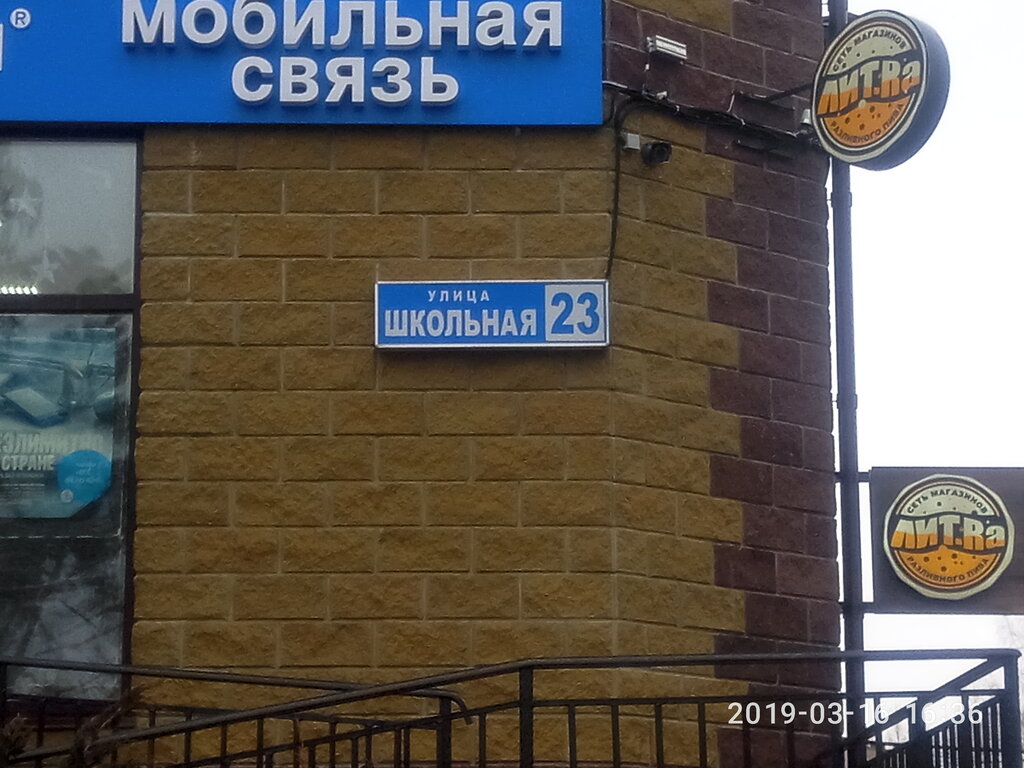 ®
мобильная
связь
СЕТЬ МАГАЗИНОВ
ЛИТ.Ra
РАЗЛИВНОГО ПИВА
УЛИЦА
ШКОЛЬНАЯ 23
СТРАНЕ
СЕТЬ МАГАЗИНОВ
ЛИТ.Ra
РАЗЛИВНОГО ПИВА
2019-03-16 16:36